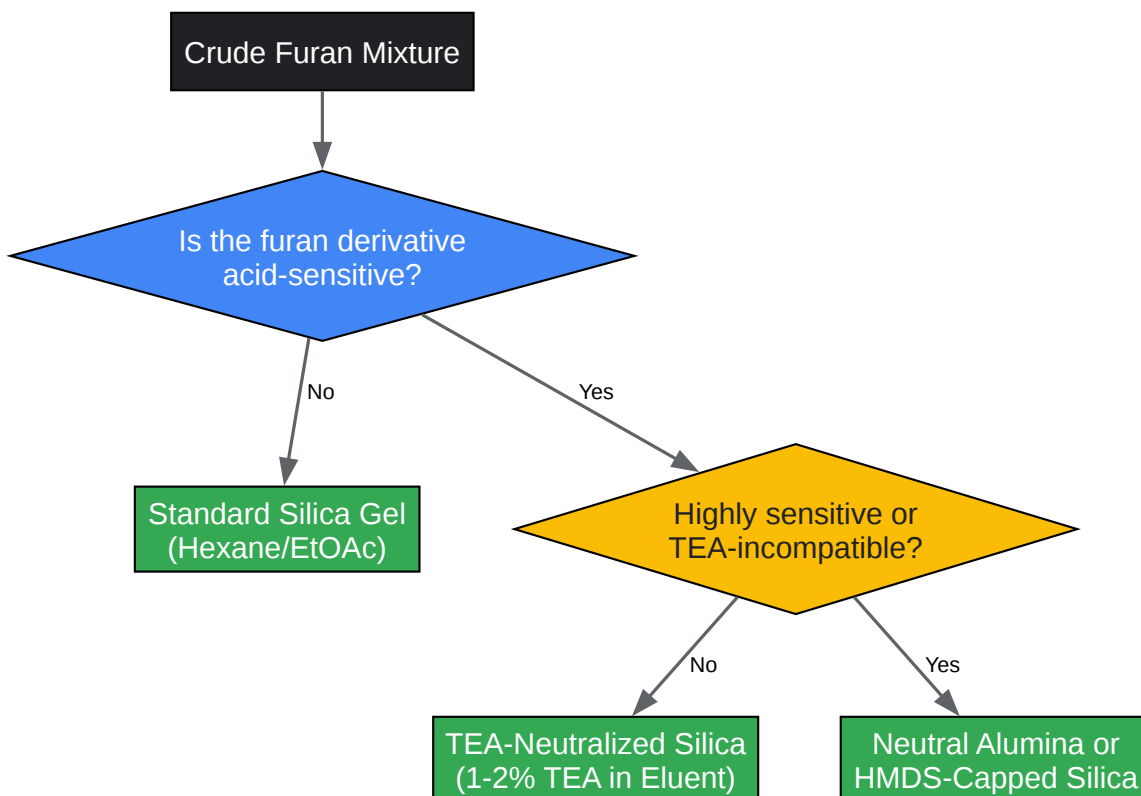 Crude Furan Mixture
Is the furan derivative
acid-sensitive?
No
Yes
Standard Silica Gel
(Hexane/EtOAc)
Highly sensitive or
TEA-incompatible?
No
Yes
TEA-Neutralized Silica
(1-2% TEA in Eluent)
Neutral Alumina or
HMDS-Capped Silica